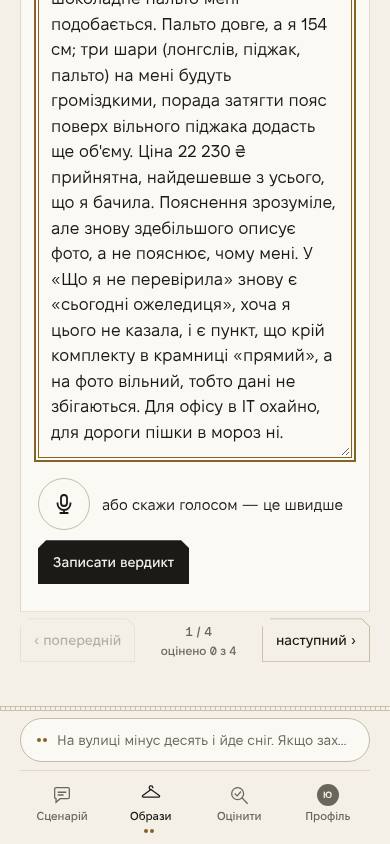 шоколадне пальто мені
подобається. Пальто довге, а я 154
см; три шари (лонгслів, піджак,
пальто) на мені будуть
громіздкими, порада затягти пояс
поверх вільного піджака додасть
ще об'єму. Ціна 22 230 ₴
прийнятна, найдешевше з усього,
що я бачила. Пояснення зрозуміле,
але знову здебільшого описує
фото, а не пояснює, чому мені. У
«Що я не перевірила» знову є
«сьогодні ожеледиця», хоча я
цього не казала, і є пункт, що крій
комплекту в крамниці «прямий», а
на фото вільний, тобто дані не
збігаються. Для офісу в IT охайно,
для дороги пішки в мороз ні.
або скажи голосом — це швидше
Записати вердикт
‹ попередній
1 / 4
оцінено 0 з 4
наступний ›
На вулиці мінус десять і йде сніг. Якщо зах...
Сценарій
Образи
Оцінити
Ю
Профіль